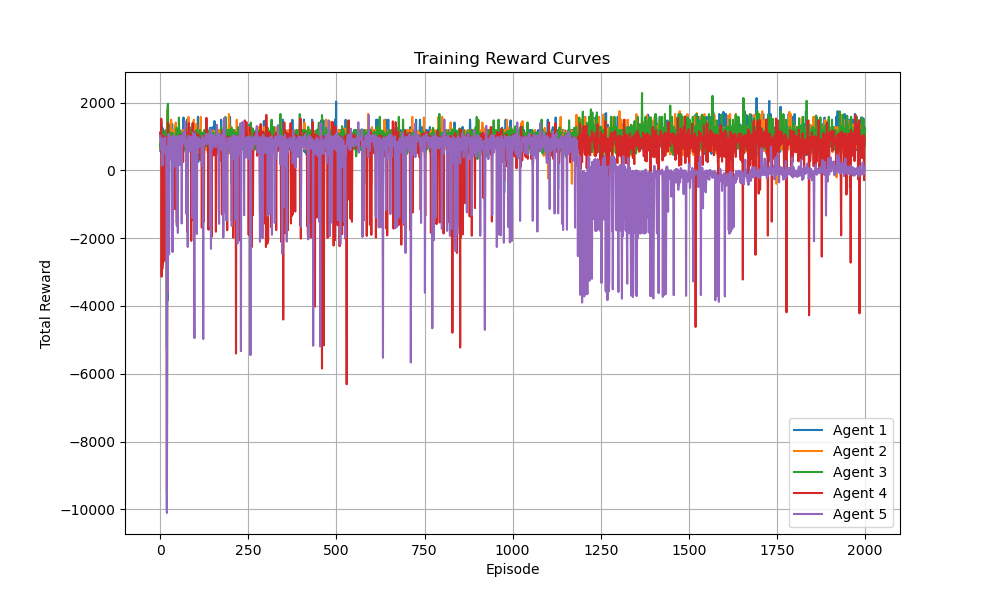 Training Reward Curves
Total Reward
2000
0
−2000
−4000
−6000
−8000
−10000
0 250 500 750 1000 1250 1500 1750 2000
Episode
Agent 1
Agent 2
Agent 3
Agent 4
Agent 5